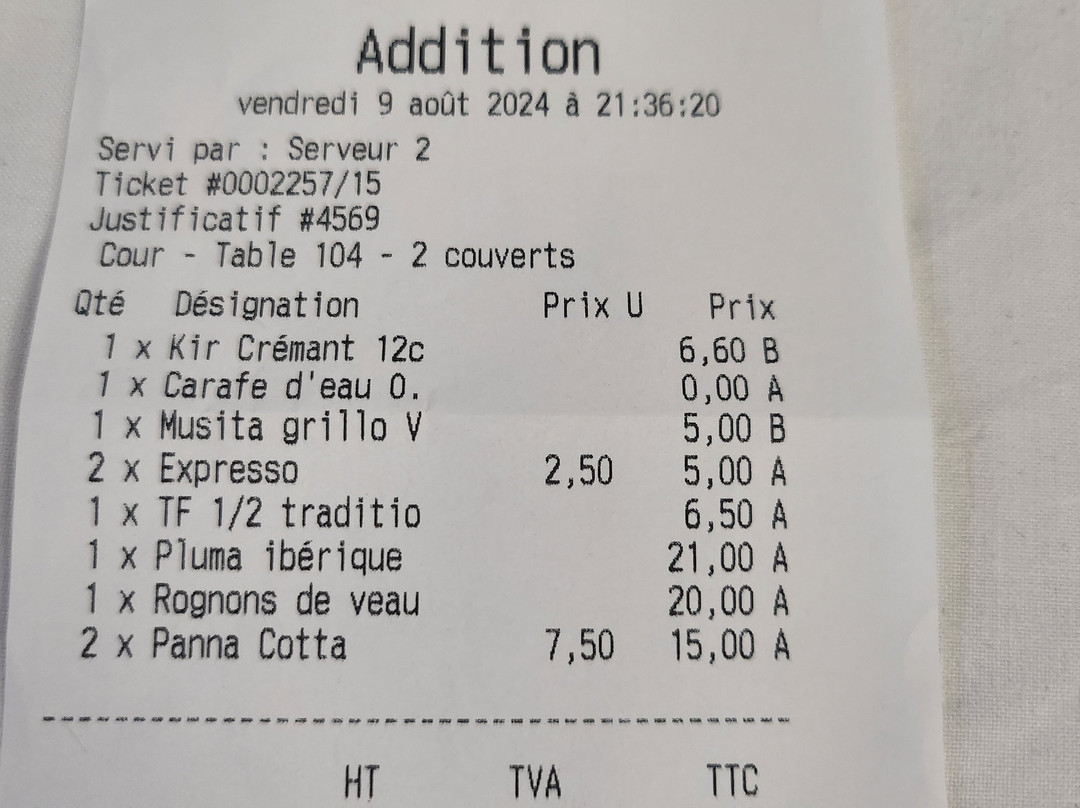 Addition
vendredi 9 août 2024 à 21:36:20
Servi par : Serveur 2
Ticket #0002257/15
Justificatif #4569
Cour - Table 104 - 2 couverts
Qté Désignation Prix U Prix
1 x Kir Crémant 12c 6,60 B
1 x Carafe d'eau 0. 0,00 A
1 x Musita grillo V 5,00 B
2 x Expresso 2,50 5,00 A
1 x TF 1/2 traditio 6,50 A
1 x Pluma ibérique 21,00 A
1 x Rognons de veau 20,00 A
2 x Panna Cotta 7,50 15,00 A
HT TVA TTC